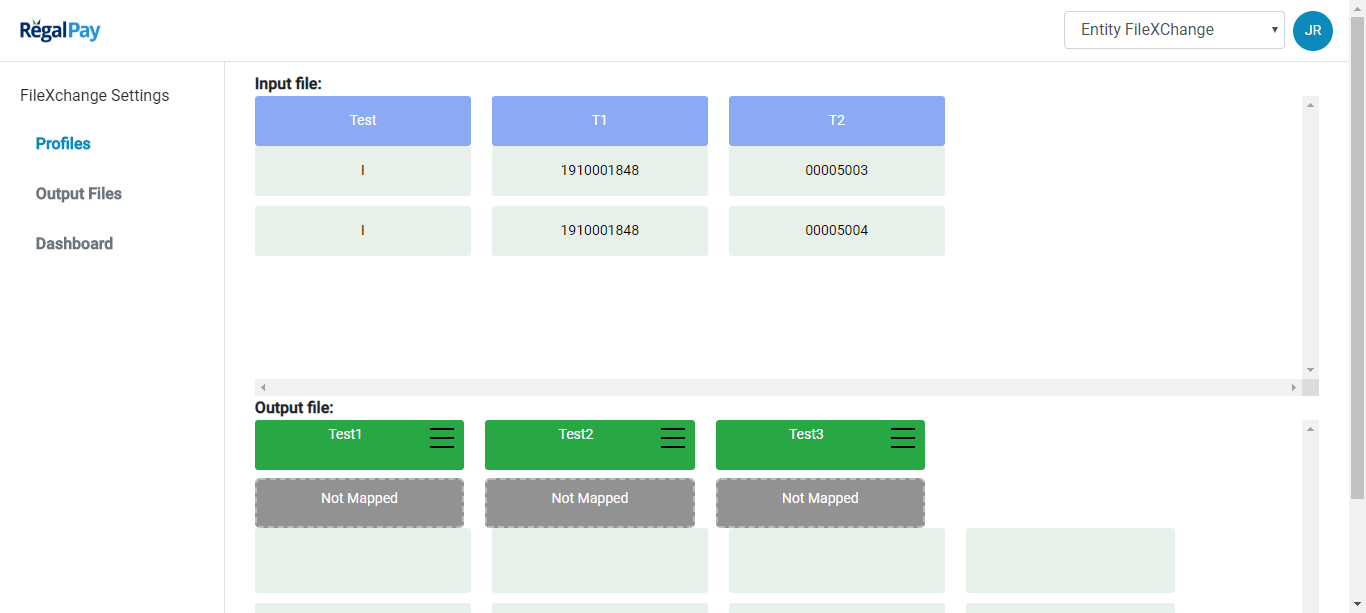 RēgalPay
Entity FileXChange
JR
FileXchange Settings
Profiles
Output Files
Dashboard
Input file:
Test T1 T2
I 1910001848 00005003
I 1910001848 00005004
Output file:
Test1 Test2 Test3
Not Mapped Not Mapped Not Mapped